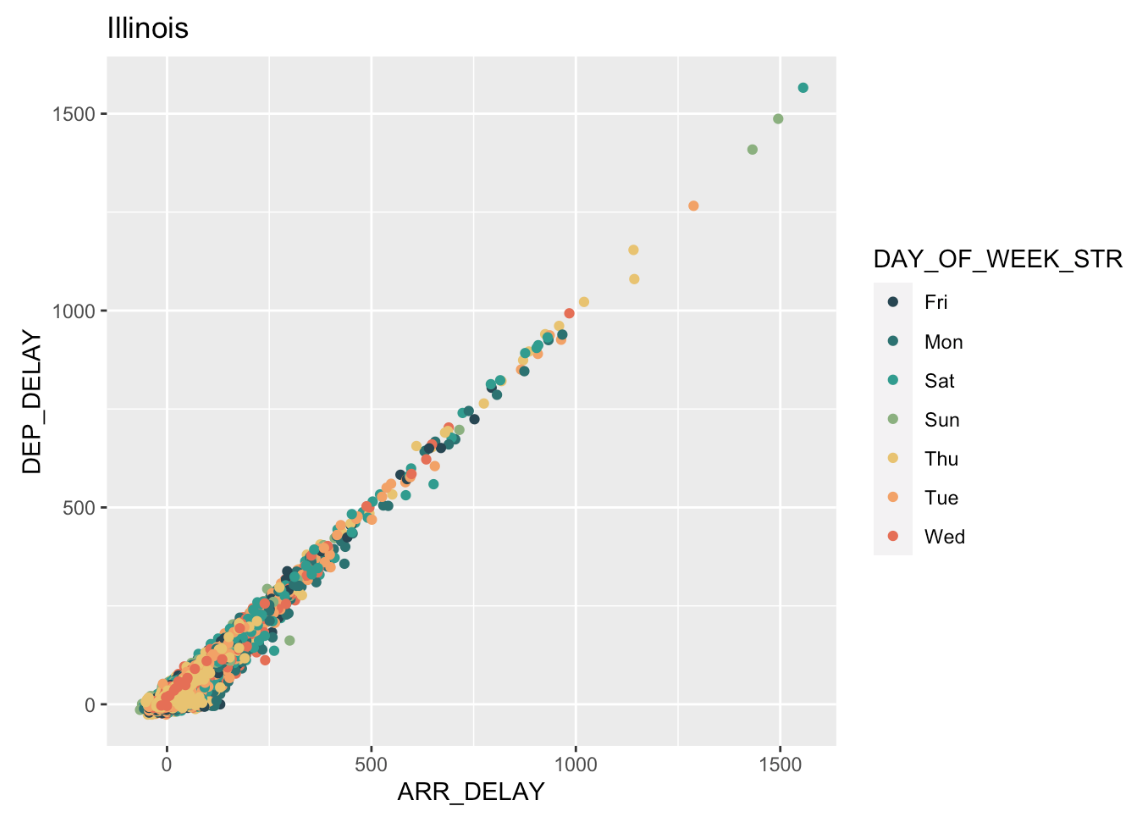 Illinois
1500
1000
500
0
DEP_DELAY
0 500 1000 1500
ARR_DELAY
DAY_OF_WEEK_STR
Fri
Mon
Sat
Sun
Thu
Tue
Wed